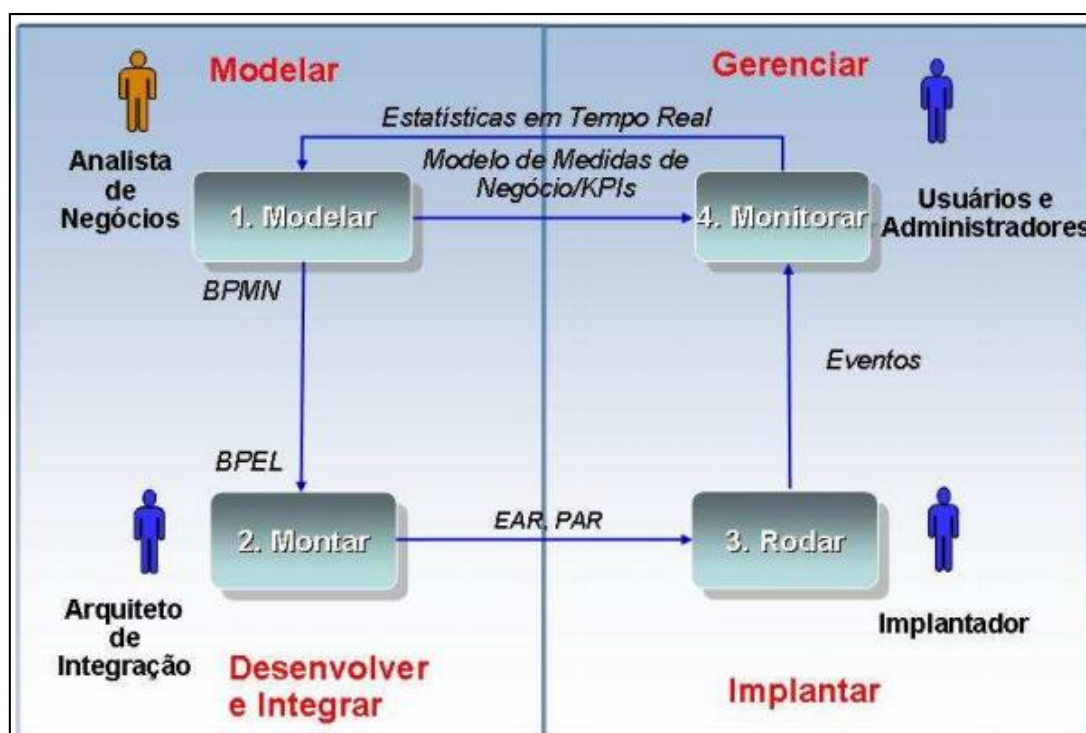 Modelar
Gerenciar
Estatísticas em Tempo Real
Analista
de
Negócios
1. Modelar
Modelo de Medidas de
Negócio/KPIs
4. Monitorar
Usuários e
Administradores
BPMN
Eventos
BPEL
2. Montar
EAR, PAR
3. Rodar
Arquiteto
de
Integração
Implantador
Desenvolver
e Integrar
Implantar